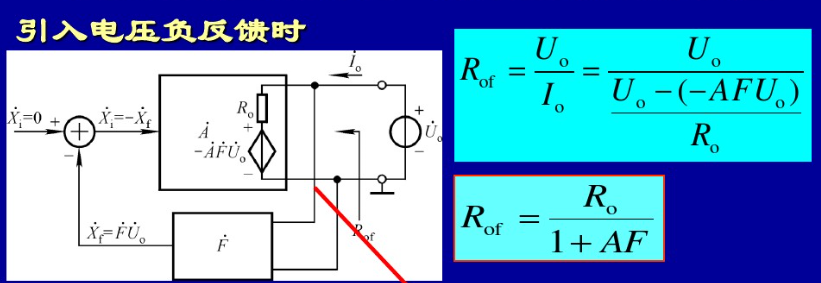 引入电压负反馈时
İₒ
Rₒ
Ẋᵢ=0 + Ẋᵢ=-Ẋf Ȧ + + U̇ₒ
-ȦḞU̇ₒ
- - -
Ẋf=ḞU̇ₒ Ḟ Rof
Rof = Uₒ / Iₒ = Uₒ / ((Uₒ - (-AFUₒ)) / Rₒ)
Rof = Rₒ / (1 + AF)